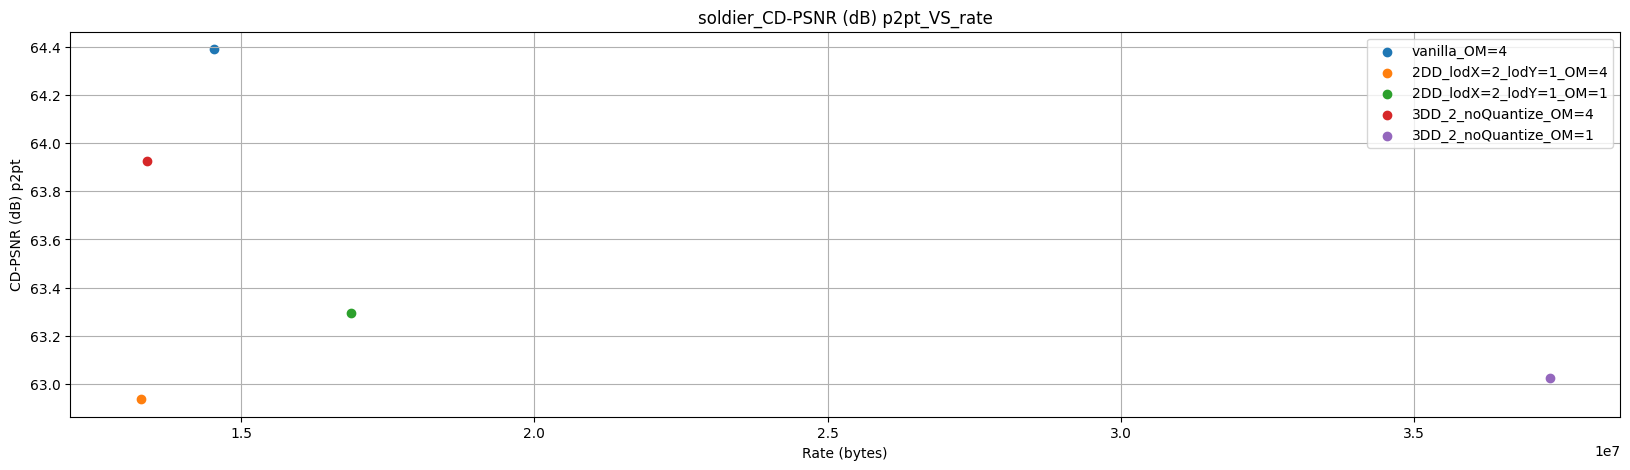 soldier_CD-PSNR (dB) p2pt_VS_rate
CD-PSNR (dB) p2pt
64.4
64.2
64.0
63.8
63.6
63.4
63.2
63.0
vanilla_OM=4
2DD_lodX=2_lodY=1_OM=4
2DD_lodX=2_lodY=1_OM=1
3DD_2_noQuantize_OM=4
3DD_2_noQuantize_OM=1
1.5
2.0
2.5
3.0
3.5
1e7
Rate (bytes)